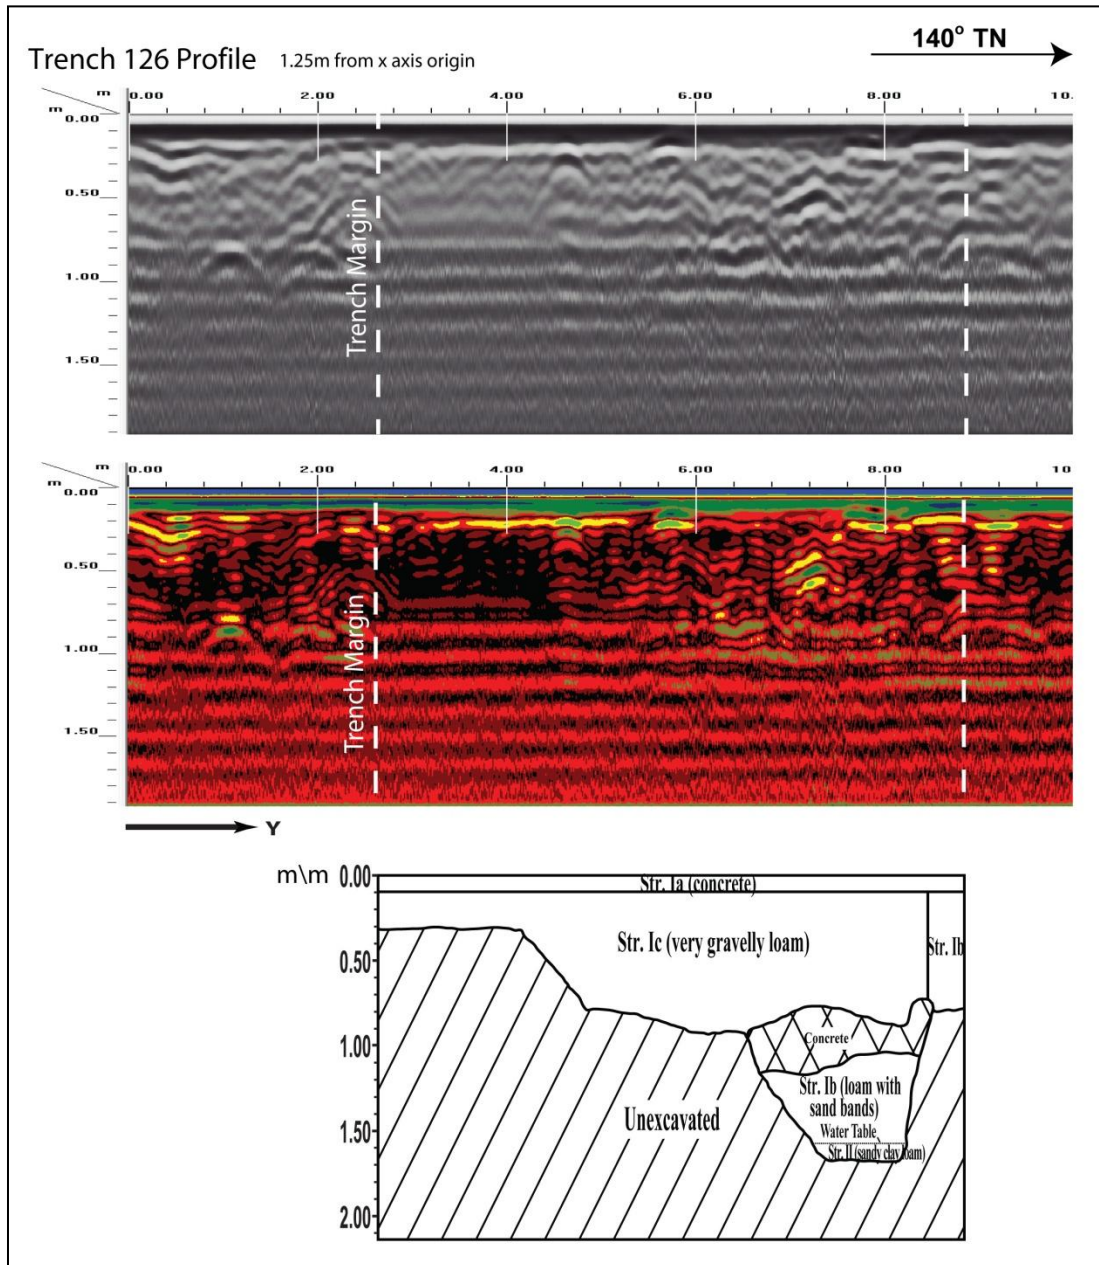 140° TN
Trench 126 Profile 1.25m from x axis origin
m 0.00 2.00 4.00 6.00 8.00 10.
m
0.00
0.50
1.00
1.50
Trench Margin
m 0.00 2.00 4.00 6.00 8.00 10
m
0.00
0.50
1.00
1.50
Trench Margin
Y
m\m
0.00
0.50
1.00
1.50
2.00
Str. Ia (concrete)
Str. Ic (very gravelly loam)
Str. Ib
Concrete
Str. Ib (loam with
sand bands)
Unexcavated
Water Table
Str. II (sandy clay loam)